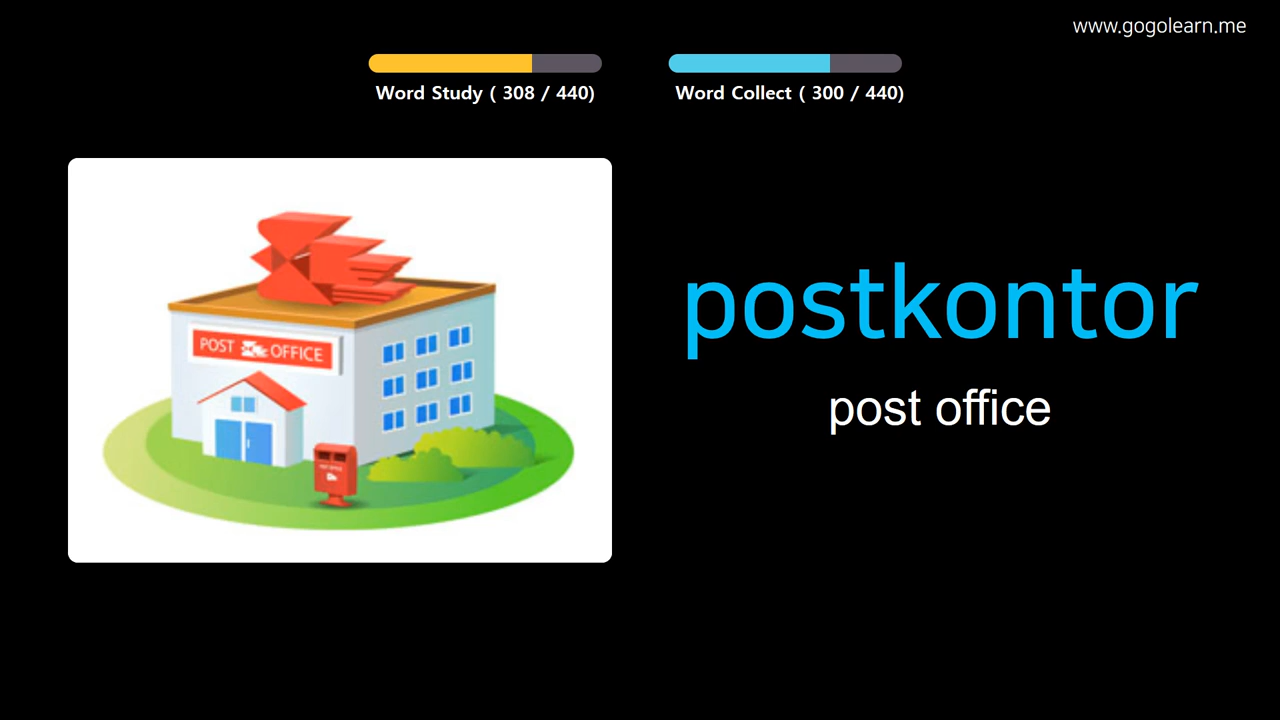 www.gogolearn.me
Word Study ( 308 / 440)
Word Collect ( 300 / 440)
POST OFFICE
postkontor
post office